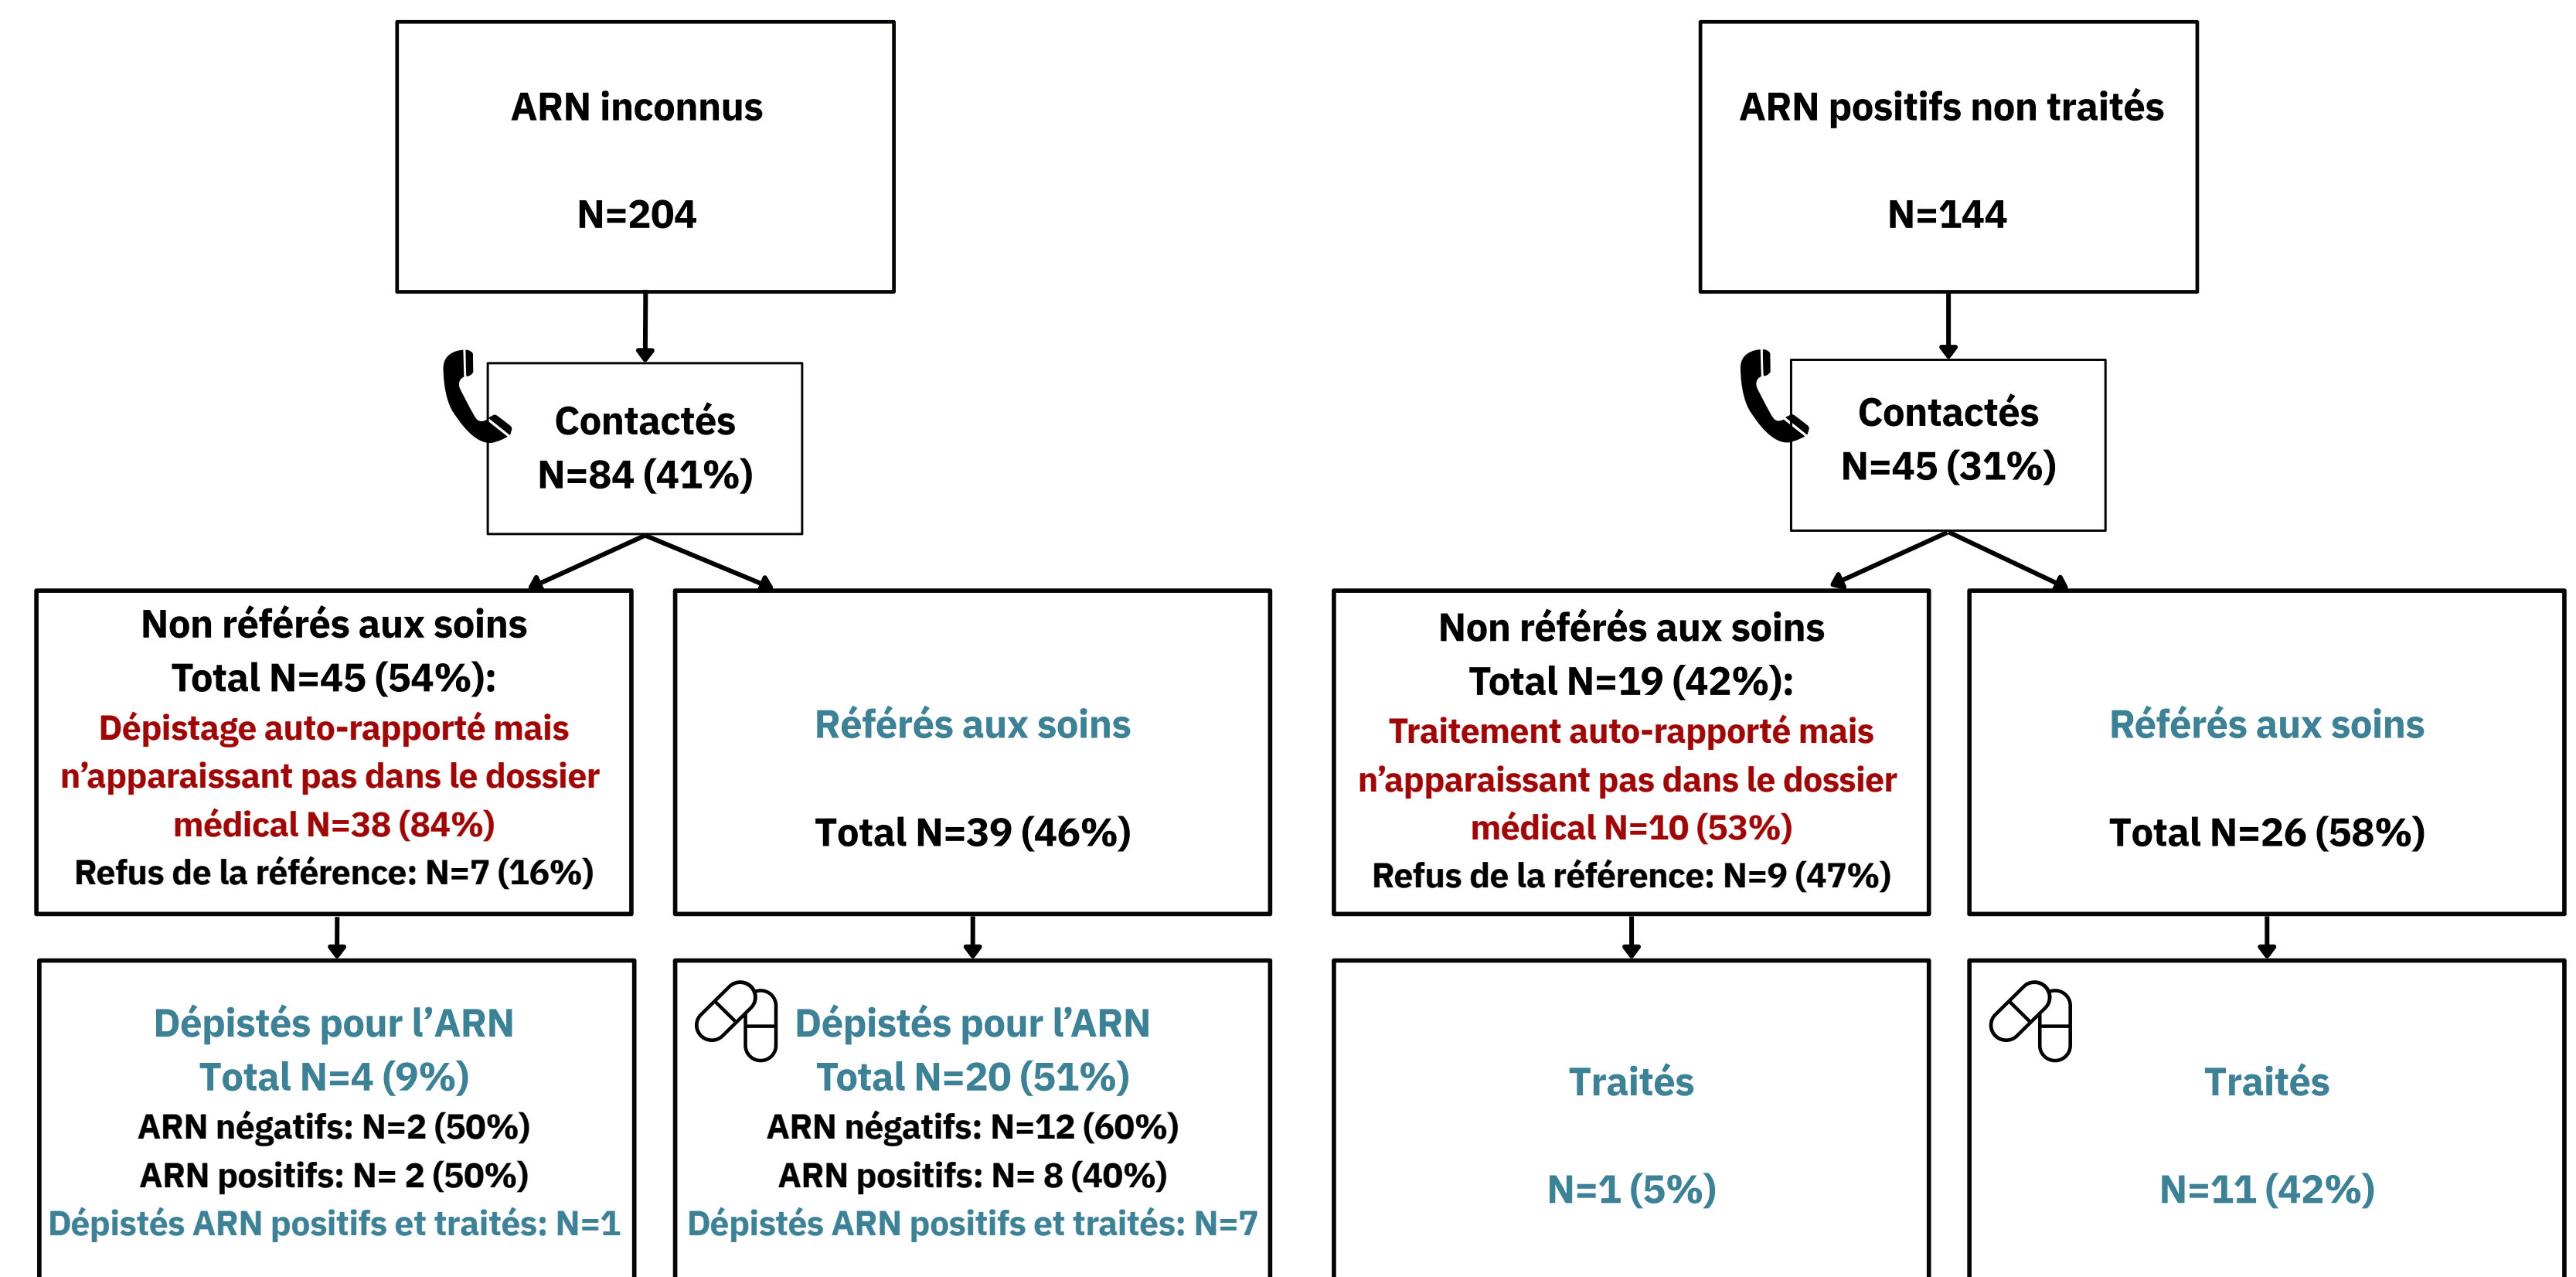 ARN inconnus
N=204
ARN positifs non traités
N=144
Contactés
N=84 (41%)
Contactés
N=45 (31%)
Non référés aux soins
Total N=45 (54%):
Dépistage auto-rapporté mais
n’apparaissant pas dans le dossier
médical N=38 (84%)
Refus de la référence: N=7 (16%)
Référés aux soins
Total N=39 (46%)
Non référés aux soins
Total N=19 (42%):
Traitement auto-rapporté mais
n’apparaissant pas dans le dossier
médical N=10 (53%)
Refus de la référence: N=9 (47%)
Référés aux soins
Total N=26 (58%)
Dépistés pour l’ARN
Total N=4 (9%)
ARN négatifs: N=2 (50%)
ARN positifs: N= 2 (50%)
Dépistés ARN positifs et traités: N=1
Dépistés pour l’ARN
Total N=20 (51%)
ARN négatifs: N=12 (60%)
ARN positifs: N= 8 (40%)
Dépistés ARN positifs et traités: N=7
Traités
N=1 (5%)
Traités
N=11 (42%)